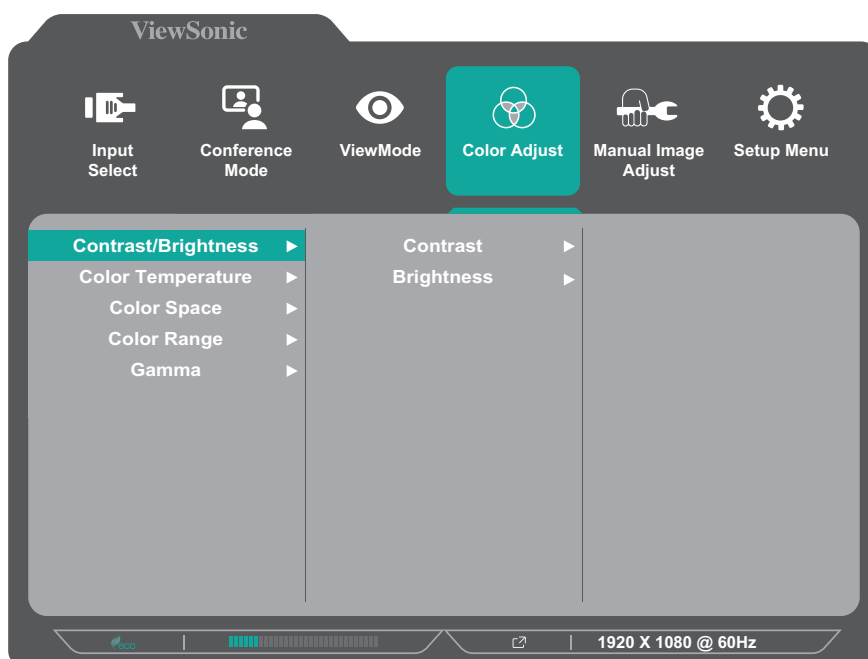 ViewSonic
Input
Select
Conference
Mode
ViewMode
Color Adjust
Manual Image
Adjust
Setup Menu
Contrast/Brightness
Color Temperature
Color Space
Color Range
Gamma
Contrast
Brightness
eco
1920 X 1080 @ 60Hz